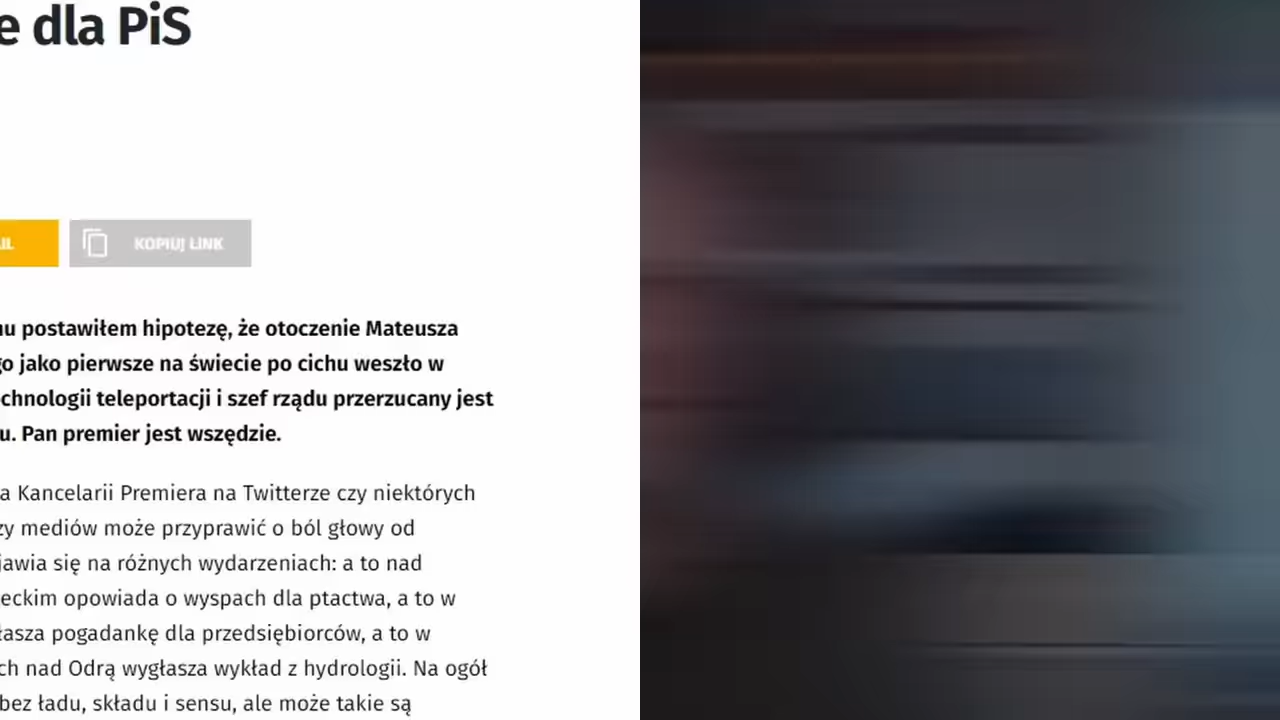 e dla PiS
KOPIUJ LINK
nu postawiłem hipotezę, że otoczenie Mateusza
go jako pierwsze na świecie po cichu weszło w
echnologii teleportacji i szef rządu przerzucany jest
u. Pan premier jest wszędzie.
a Kancelarii Premiera na Twitterze czy niektórych
zy mediów może przyprawić o ból głowy od
jawia się na różnych wydarzeniach: a to nad
eckim opowiada o wyspach dla ptactwa, a to w
łasza pogadankę dla przedsiębiorców, a to w
ch nad Odrą wygłasza wykład z hydrologii. Na ogół
bez ładu, składu i sensu, ale może takie są